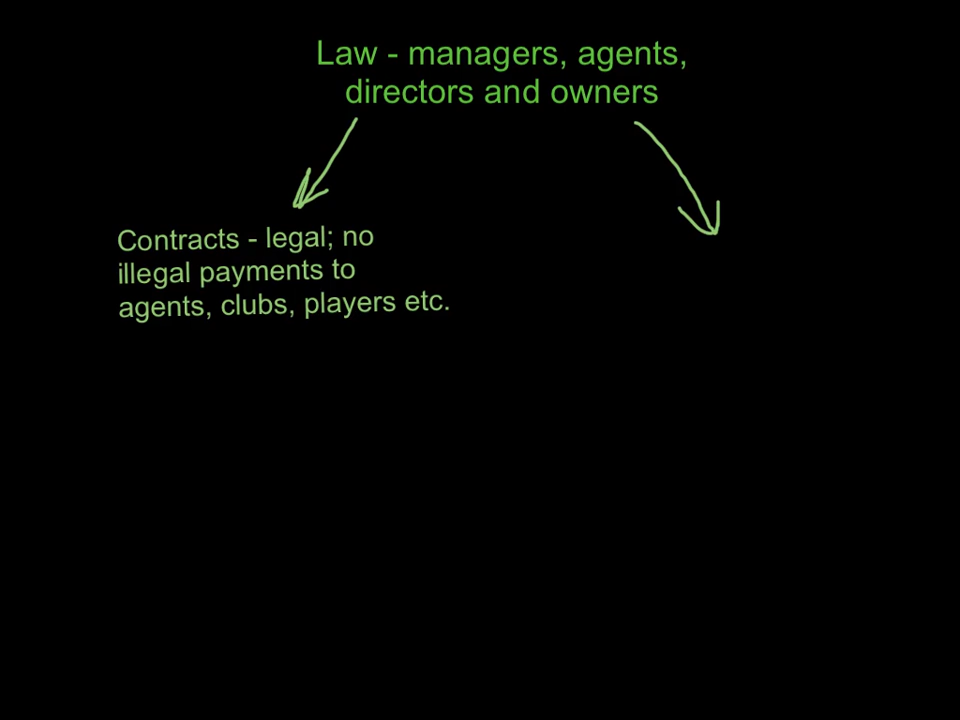 Law - managers, agents,
directors and owners
Contracts - legal; no
illegal payments to
agents, clubs, players etc.